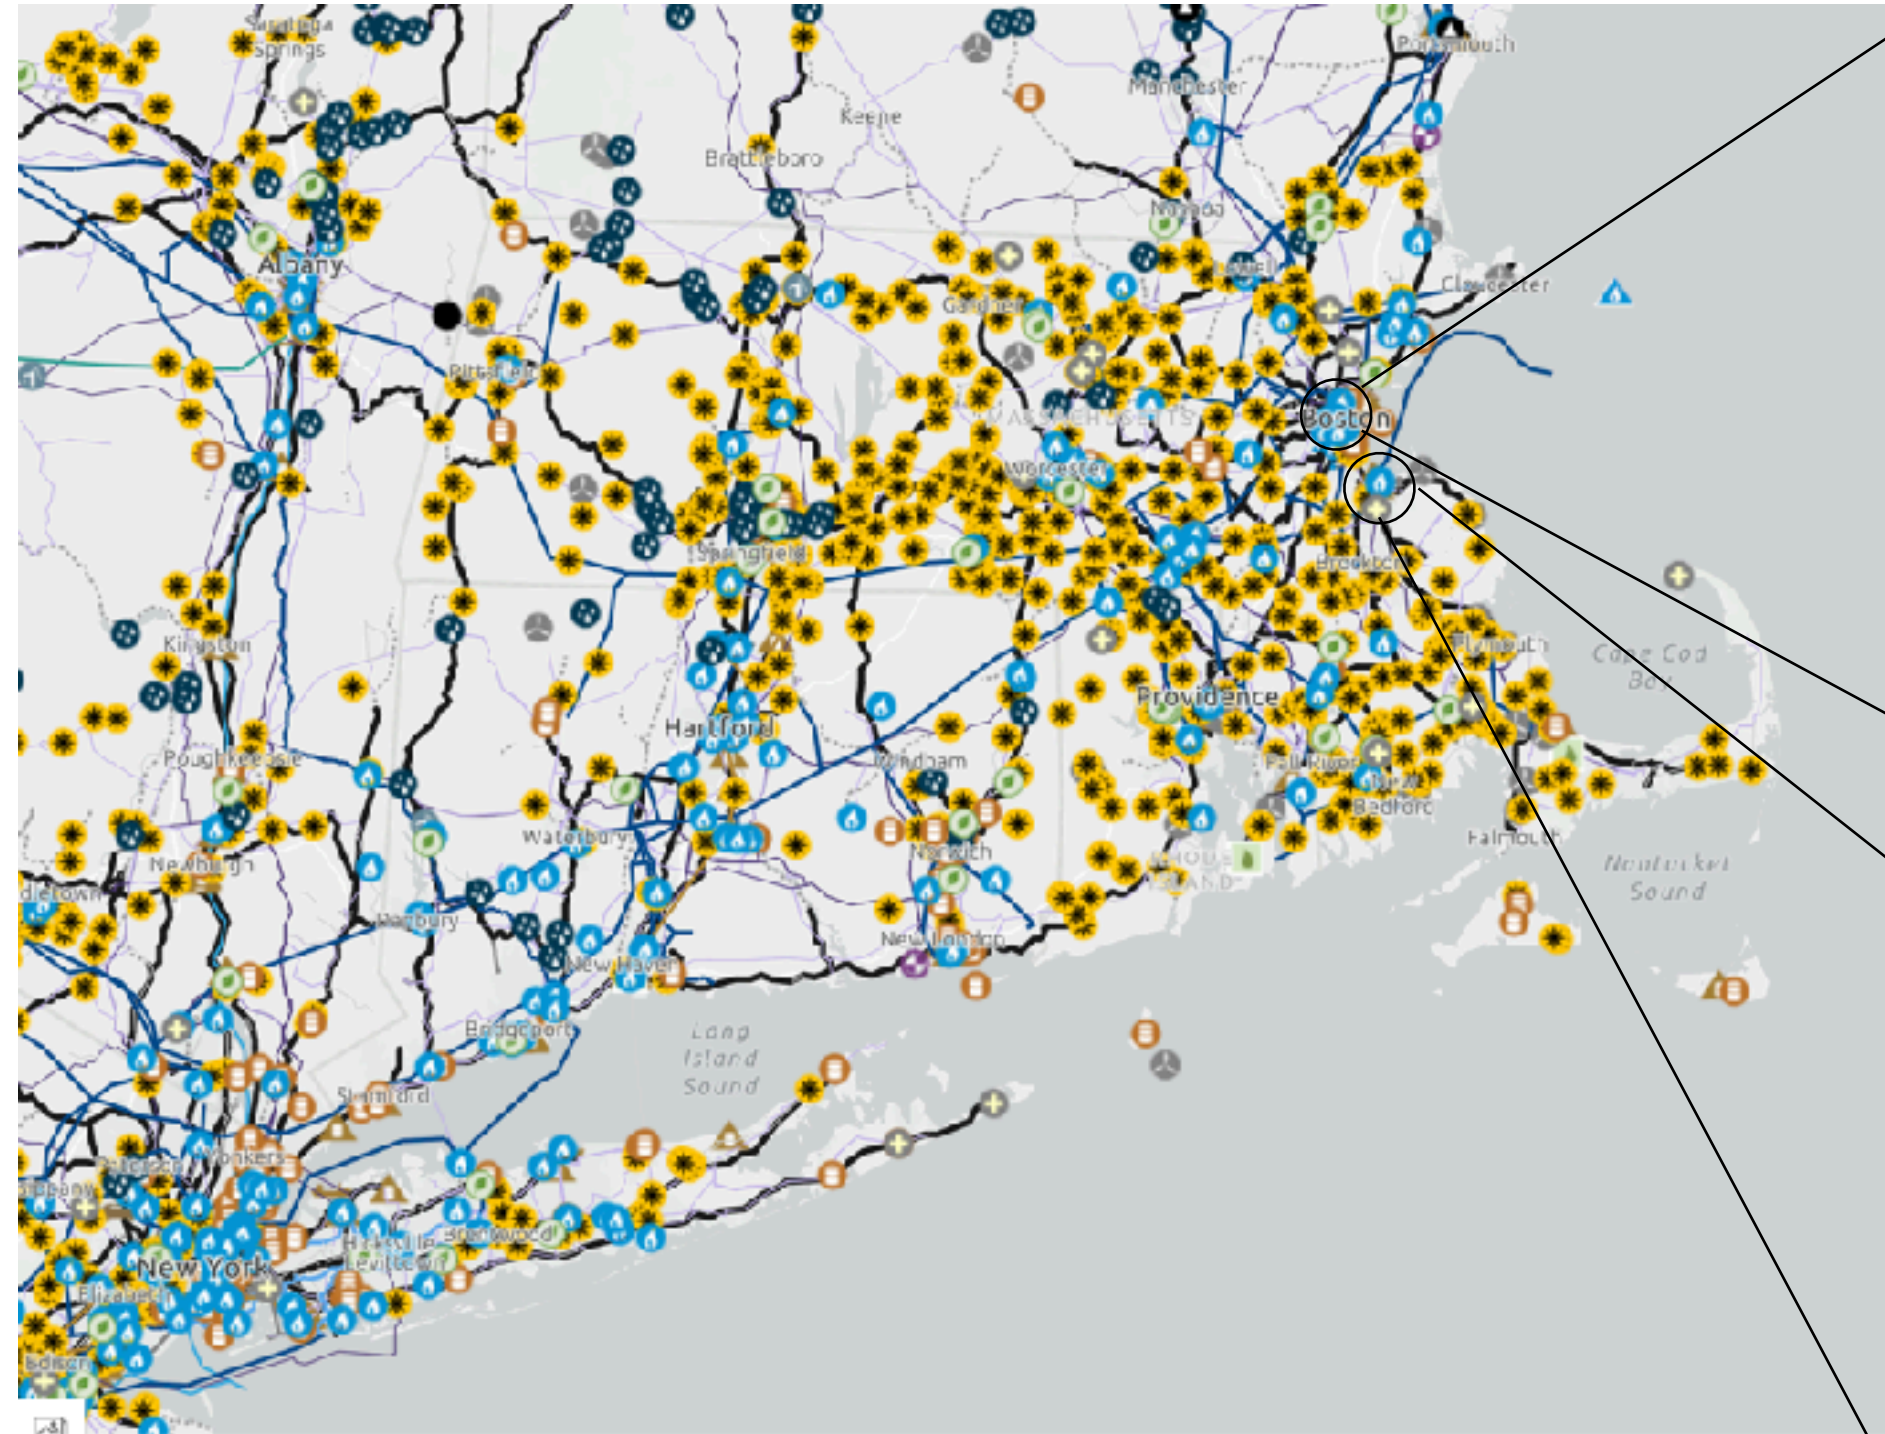 Saratoga
Springs
Portsmouth
Manchester
Keene
Brattleboro
Nashua
Albany
Lowell
Gloucester
Gardner
Pittsfield
Boston
MASSACHUSETTS
Worcester
Springfield
Brockton
Kingston
Plymouth
Cape Cod
Bay
Providence
Hartford
Poughkeepsie
Windham
Fall River
New
Bedford
Waterbury
Falmouth
Newburgh
Norwich
RHODE
ISLAND
Nantucket
Sound
dletown
Danbury
New London
New Haven
Bridgeport
Long
Island
Sound
Stamford
Yonkers
Hicksville
Brentwood
Levittown
New York
Elizabeth
Edison